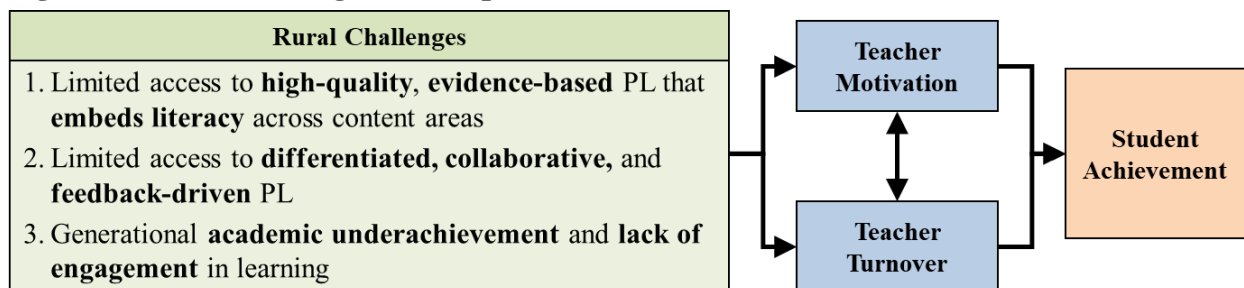 Rural Challenges
1. Limited access to high-quality, evidence-based PL that
embeds literacy across content areas
2. Limited access to differentiated, collaborative, and
feedback-driven PL
3. Generational academic underachievement and lack of
engagement in learning
Teacher
Motivation
Teacher
Turnover
Student
Achievement